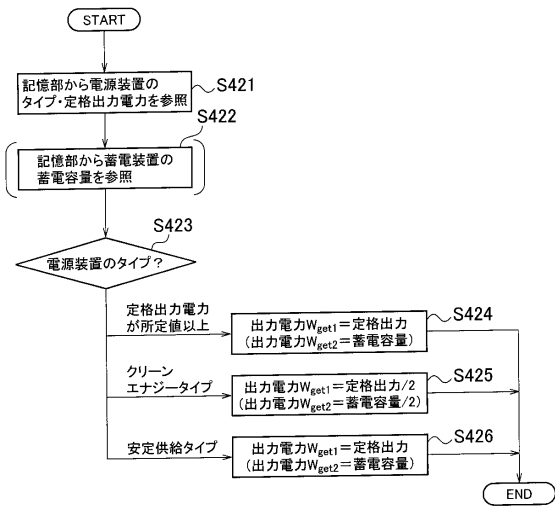 START
記憶部から電源装置の
タイプ・定格出力電力を参照
S421
S422
記憶部から蓄電装置の
蓄電容量を参照
S423
電源装置のタイプ?
定格出力電力
が所定値以上
出力電力Wget1=定格出力
(出力電力Wget2=蓄電容量)
S424
クリーン
エナジータイプ
出力電力Wget1=定格出力/2
(出力電力Wget2=蓄電容量/2)
S425
安定供給タイプ
出力電力Wget1=定格出力
(出力電力Wget2=蓄電容量)
S426
END